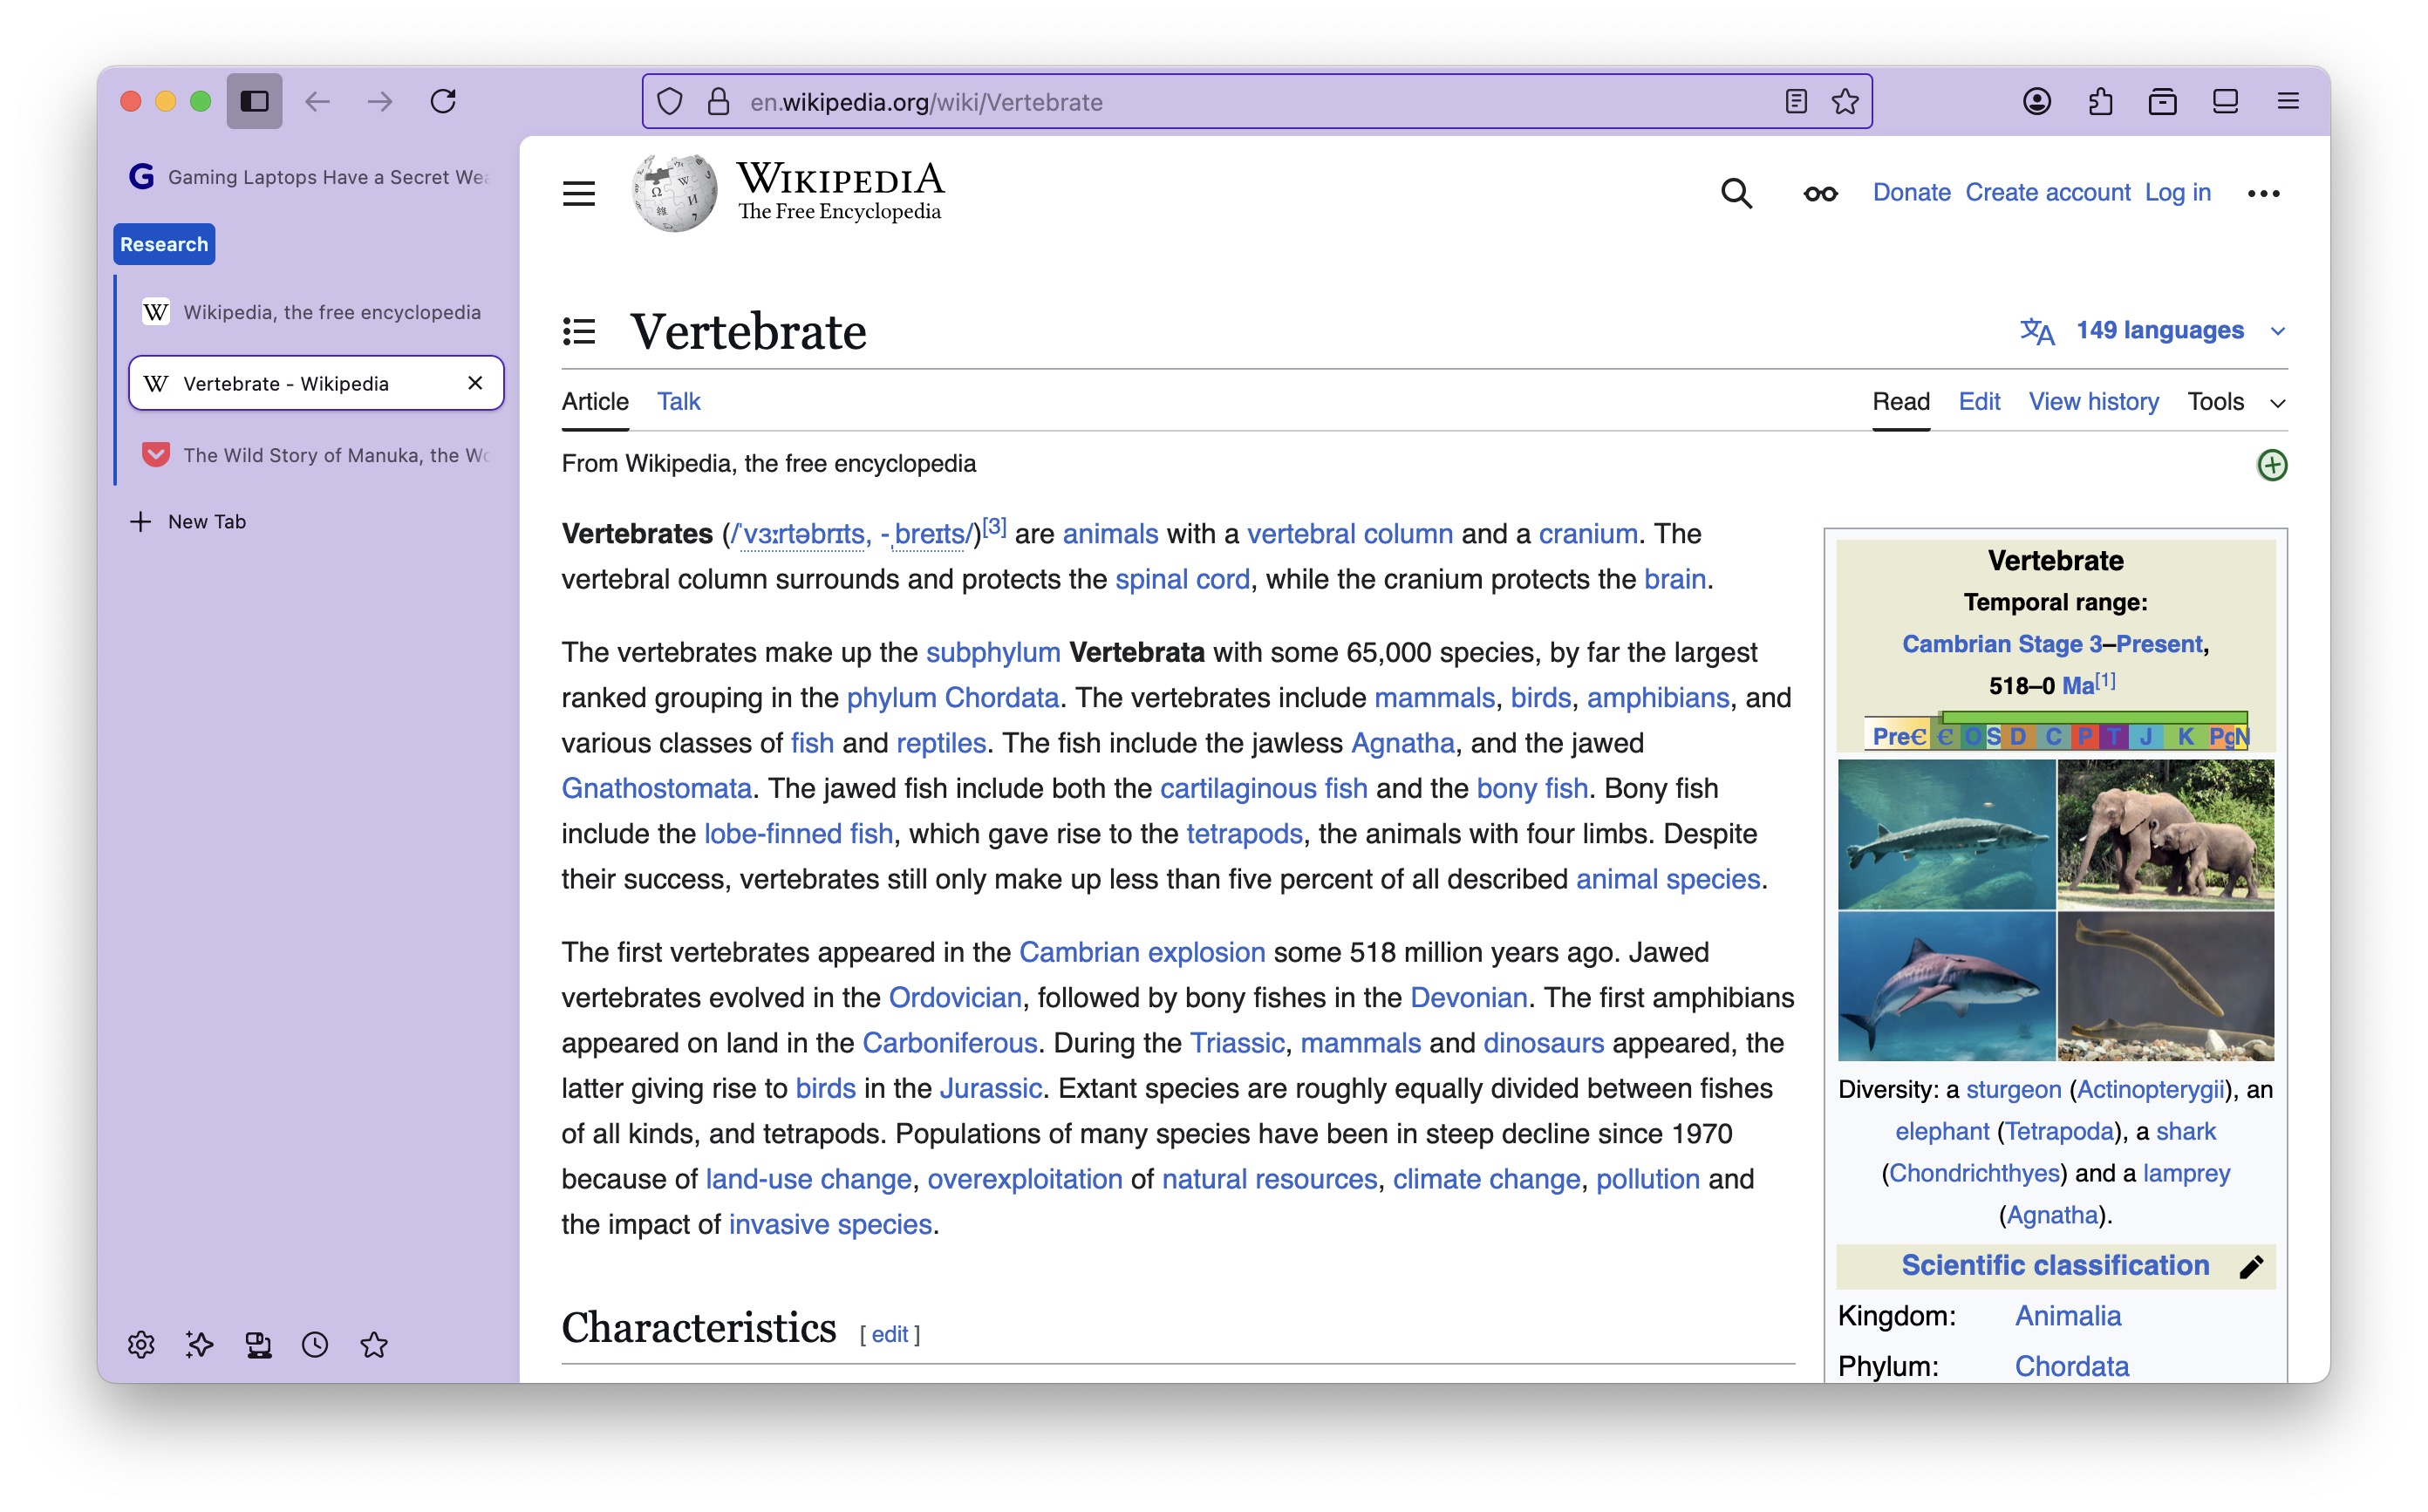 en.wikipedia.org/wiki/Vertebrate
Gaming Laptops Have a Secret Wea
Research
Wikipedia, the free encyclopedia
Vertebrate - Wikipedia
The Wild Story of Manuka, the Wo
New Tab
WIKIPEDIA
The Free Encyclopedia
Donate Create account Log in
Vertebrate
149 languages
Article Talk
Read Edit View history Tools
From Wikipedia, the free encyclopedia
Vertebrates (/ˈvɜːrtəbrɪts, -ˌbreɪts/)[3] are animals with a vertebral column and a cranium. The
vertebral column surrounds and protects the spinal cord, while the cranium protects the brain.
The vertebrates make up the subphylum Vertebrata with some 65,000 species, by far the largest
ranked grouping in the phylum Chordata. The vertebrates include mammals, birds, amphibians, and
various classes of fish and reptiles. The fish include the jawless Agnatha, and the jawed
Gnathostomata. The jawed fish include both the cartilaginous fish and the bony fish. Bony fish
include the lobe-finned fish, which gave rise to the tetrapods, the animals with four limbs. Despite
their success, vertebrates still only make up less than five percent of all described animal species.
The first vertebrates appeared in the Cambrian explosion some 518 million years ago. Jawed
vertebrates evolved in the Ordovician, followed by bony fishes in the Devonian. The first amphibians
appeared on land in the Carboniferous. During the Triassic, mammals and dinosaurs appeared, the
latter giving rise to birds in the Jurassic. Extant species are roughly equally divided between fishes
of all kinds, and tetrapods. Populations of many species have been in steep decline since 1970
because of land-use change, overexploitation of natural resources, climate change, pollution and
the impact of invasive species.
Characteristics [ edit ]
Vertebrate
Temporal range:
Cambrian Stage 3–Present,
518–0 Ma[1]
PreꞒ Ꞓ O S D C P T J K Pg N
Diversity: a sturgeon (Actinopterygii), an
elephant (Tetrapoda), a shark
(Chondrichthyes) and a lamprey
(Agnatha).
Scientific classification
Kingdom: Animalia
Phylum: Chordata